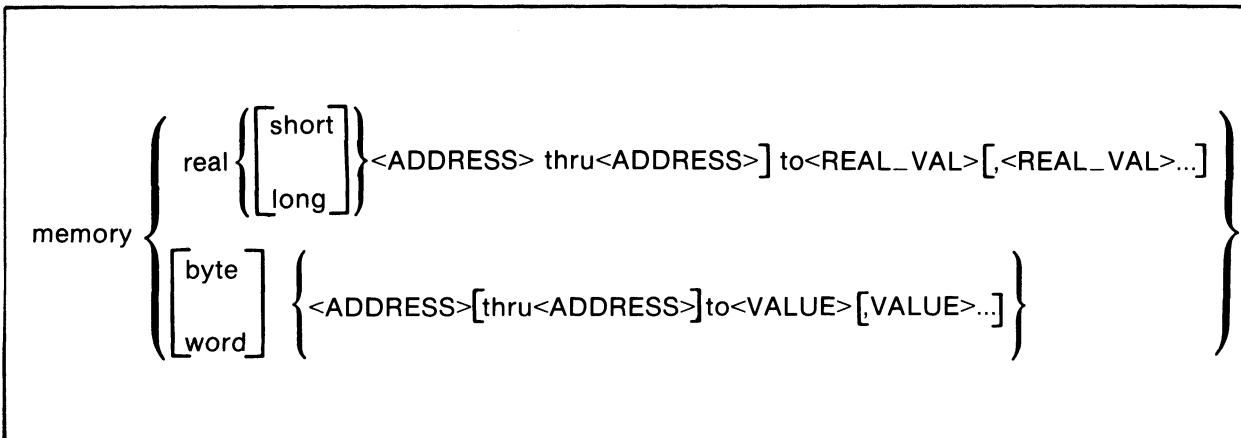 short
real <ADDRESS> thru<ADDRESS>] to<REAL_VAL>[,<REAL_VAL>...]
long
memory
byte
<ADDRESS>[thru<ADDRESS>]to<VALUE>[,VALUE>...]
word